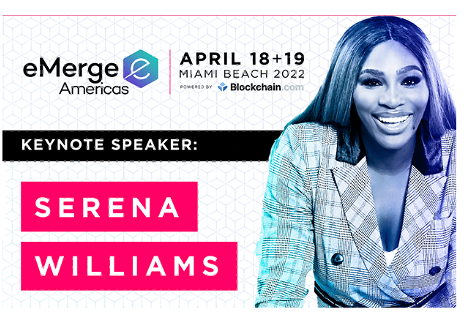 eMerge
Americas
APRIL 18+19
MIAMI BEACH 2022
POWERED BY Blockchain.com
KEYNOTE SPEAKER:
SERENA
WILLIAMS